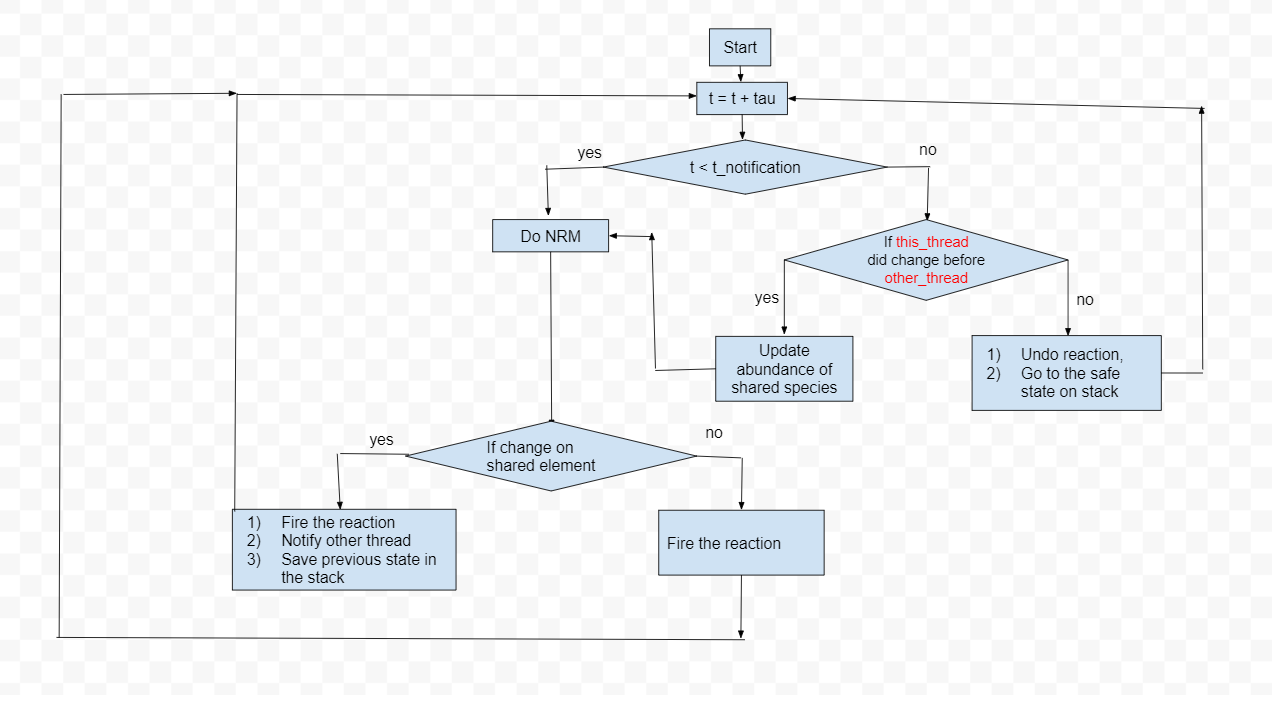 Start
t = t + tau
yes
no
t < t_notification
Do NRM
If this_thread
did change before
other_thread
yes
no
Update
abundance of
shared species
1) Undo reaction,
2) Go to the safe
state on stack
yes
no
If change on
shared element
1) Fire the reaction
2) Notify other thread
3) Save previous state in
the stack
Fire the reaction